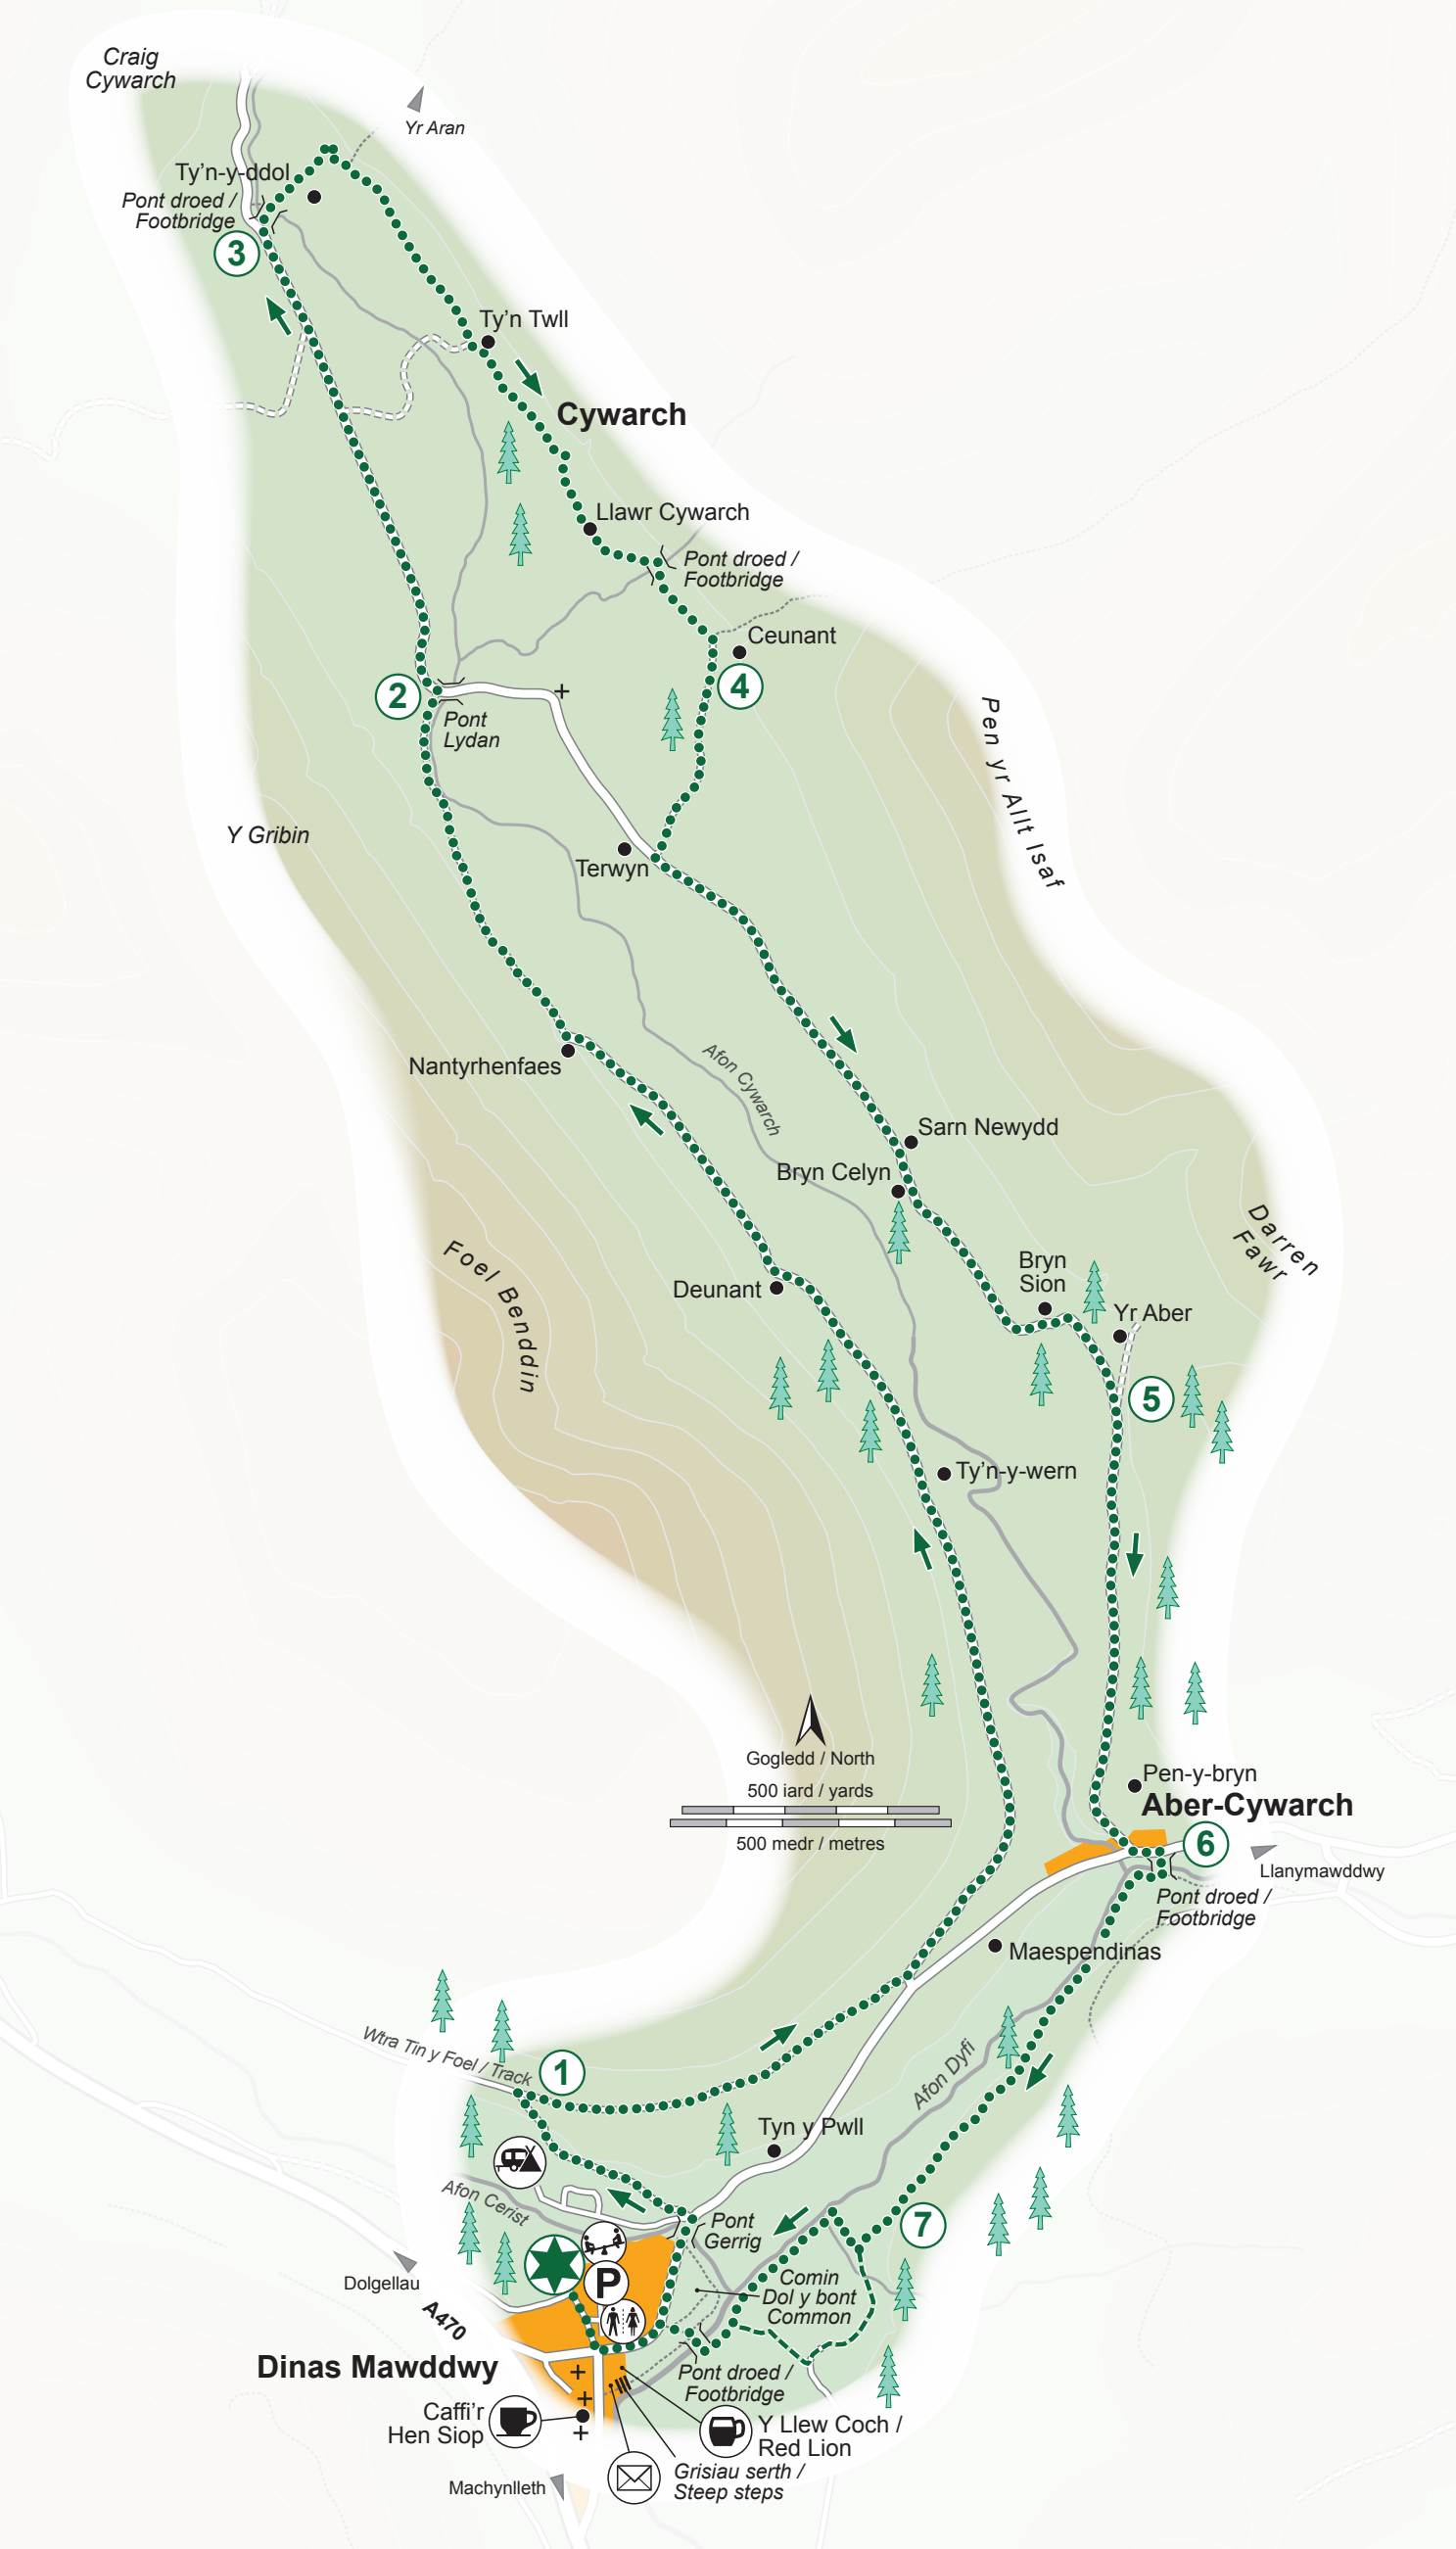 Craig
Cywarch
Yr Aran
Ty'n-y-ddol
Pont droed /
Footbridge
3
Ty'n Twll
Cywarch
Llawr Cywarch
Pont droed /
Footbridge
Ceunant
4
2
Pont
Lydan
Pen yr Allt Isaf
Y Gribin
Terwyn
Nantyrhenfaes
Afon Cywarch
Sarn Newydd
Bryn Celyn
Darren
Fawr
Foel Benddin
Bryn
Sion
Deunant
Yr Aber
5
Ty'n-y-wern
Gogledd / North
500 iard / yards
500 medr / metres
Pen-y-bryn
Aber-Cywarch
6
Llanymawddwy
Pont droed /
Footbridge
Maespendinas
Wtra Tin y Foel / Track
1
Afon Dyfi
Tyn y Pwll
Afon Cerist
Pont
Gerrig
7
P
Comin
Dol y bont
Common
Dolgellau
A470
Dinas Mawddwy
Pont droed /
Footbridge
Caffi'r
Hen Siop
Y Llew Coch /
Red Lion
Grisiau serth /
Steep steps
Machynlleth